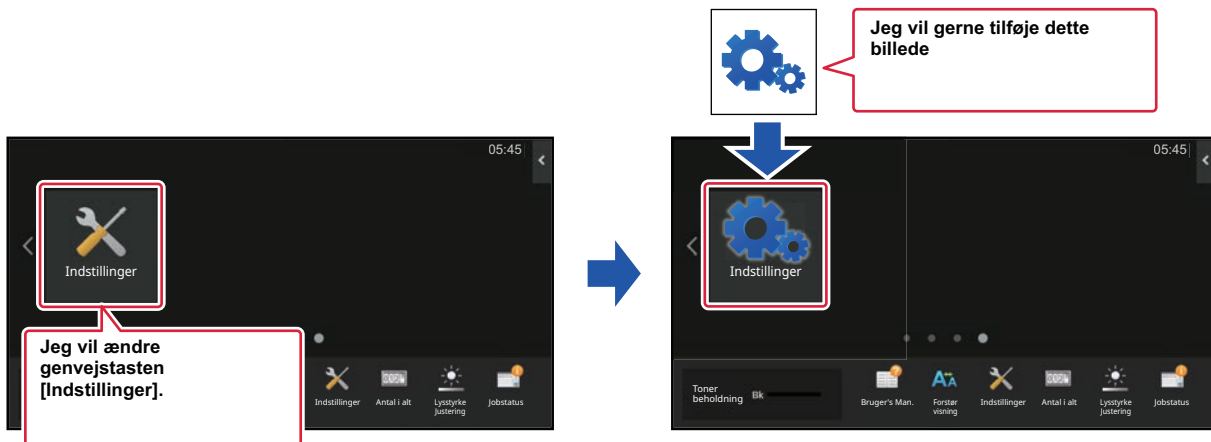 Jeg vil gerne tilføje dette
billede
05:45
Indstillinger
Jeg vil ændre
genvejstasten
[Indstillinger].
Indstillinger
Antal i alt
Lysstyrke
Justering
Jobstatus
05:45
Indstillinger
Toner
beholdning
Bk
Bruger's Man.
Forstør
visning
Indstillinger
Antal i alt
Lysstyrke
Justering
Jobstatus